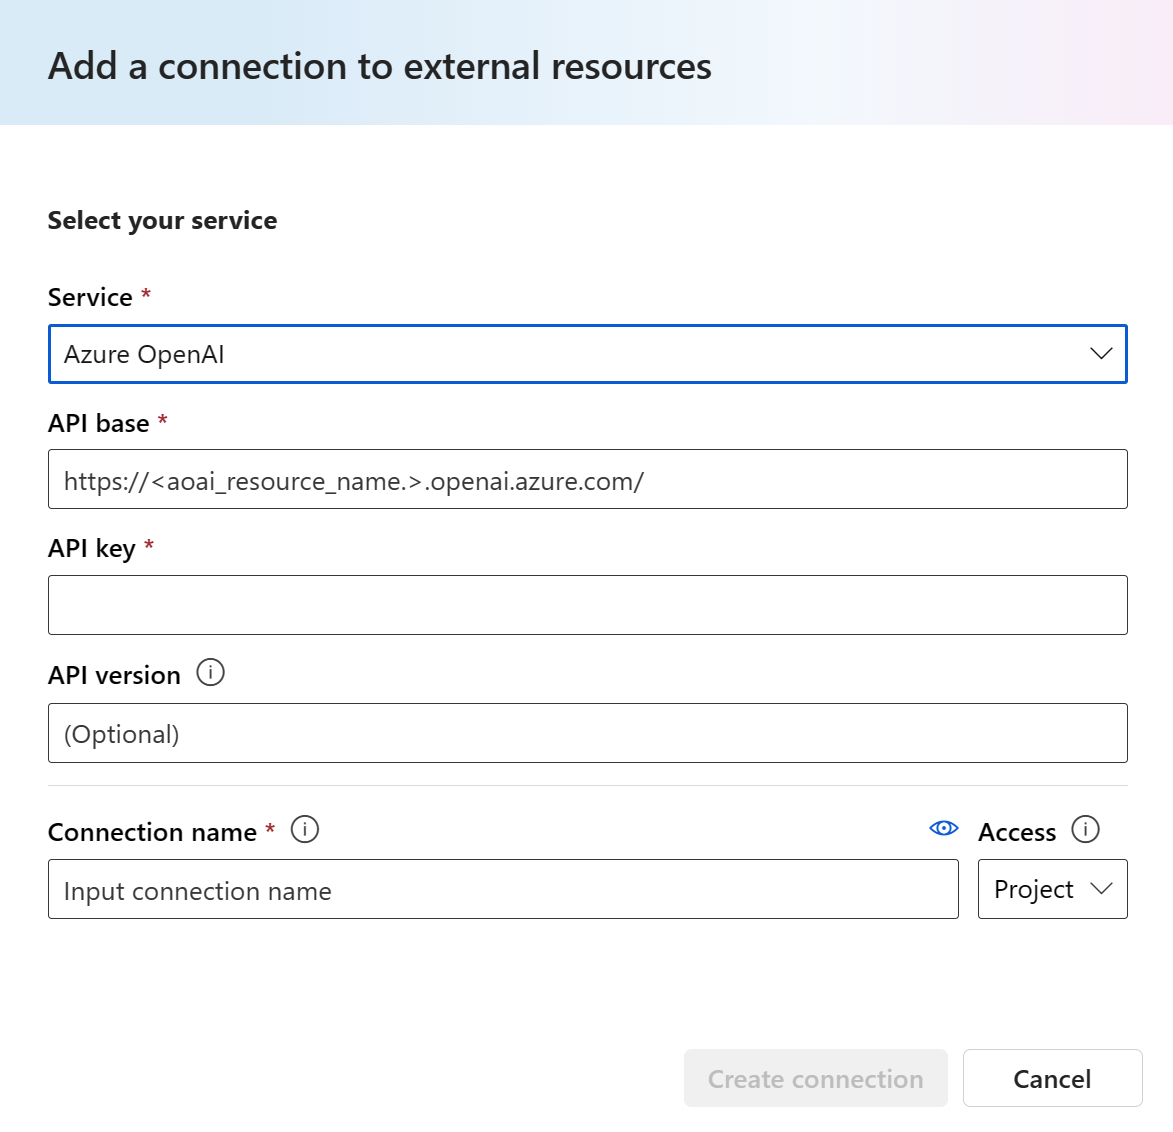 Add a connection to external resources
Select your service
Service *
Azure OpenAI
API base *
https://<aoai_resource_name.>.openai.azure.com/
API key *
API version
(Optional)
Connection name * Access
Input connection name Project
Create connection Cancel